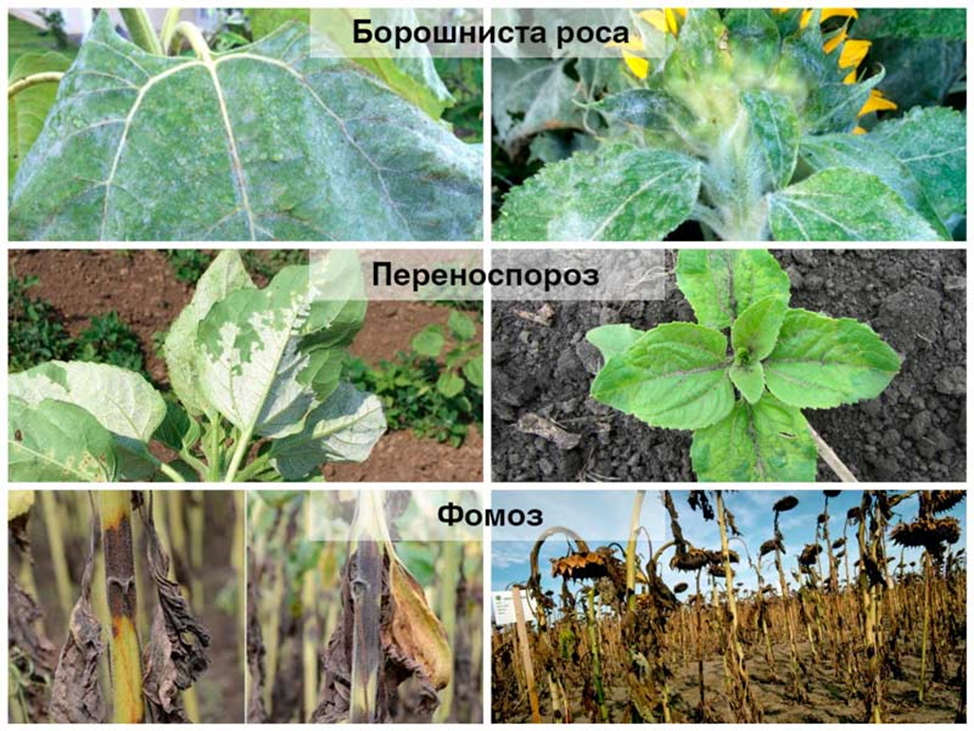 Борошниста роса
Переноспороз
Фомоз